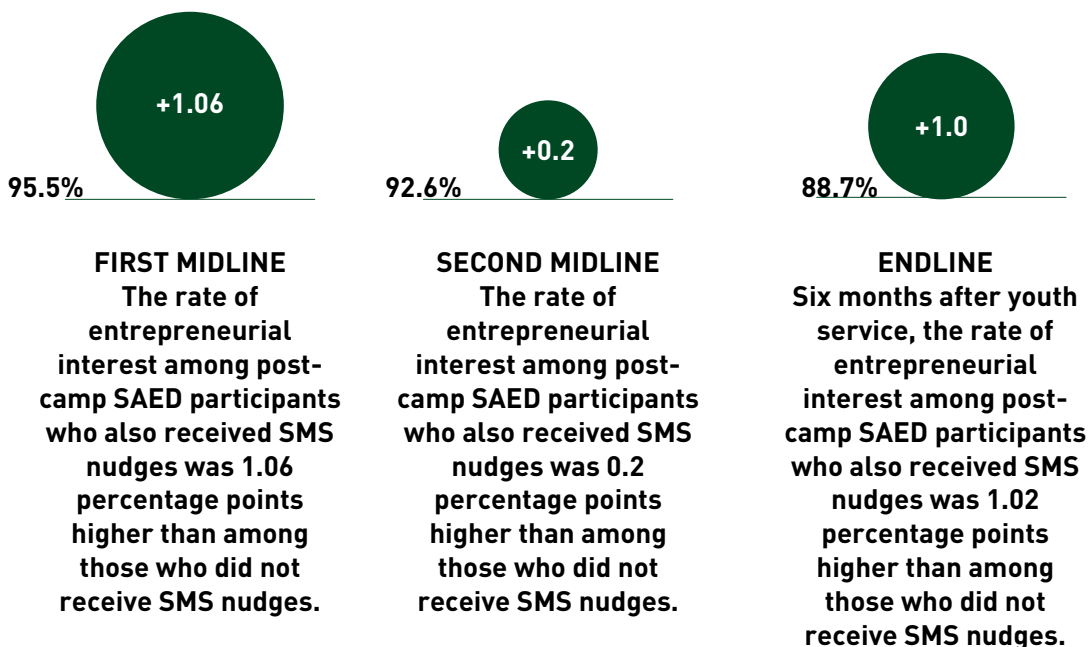 +1.06
95.5%
FIRST MIDLINE
The rate of
entrepreneurial
interest among post-
camp SAED participants
who also received SMS
nudges was 1.06
percentage points
higher than among
those who did not
receive SMS nudges.
+0.2
92.6%
SECOND MIDLINE
The rate of
entrepreneurial
interest among post-
camp SAED participants
who also received SMS
nudges was 0.2
percentage points
higher than among
those who did not
receive SMS nudges.
+1.0
88.7%
ENDLINE
Six months after youth
service, the rate of
entrepreneurial
interest among post-
camp SAED participants
who also received SMS
nudges was 1.02
percentage points
higher than among
those who did not
receive SMS nudges.